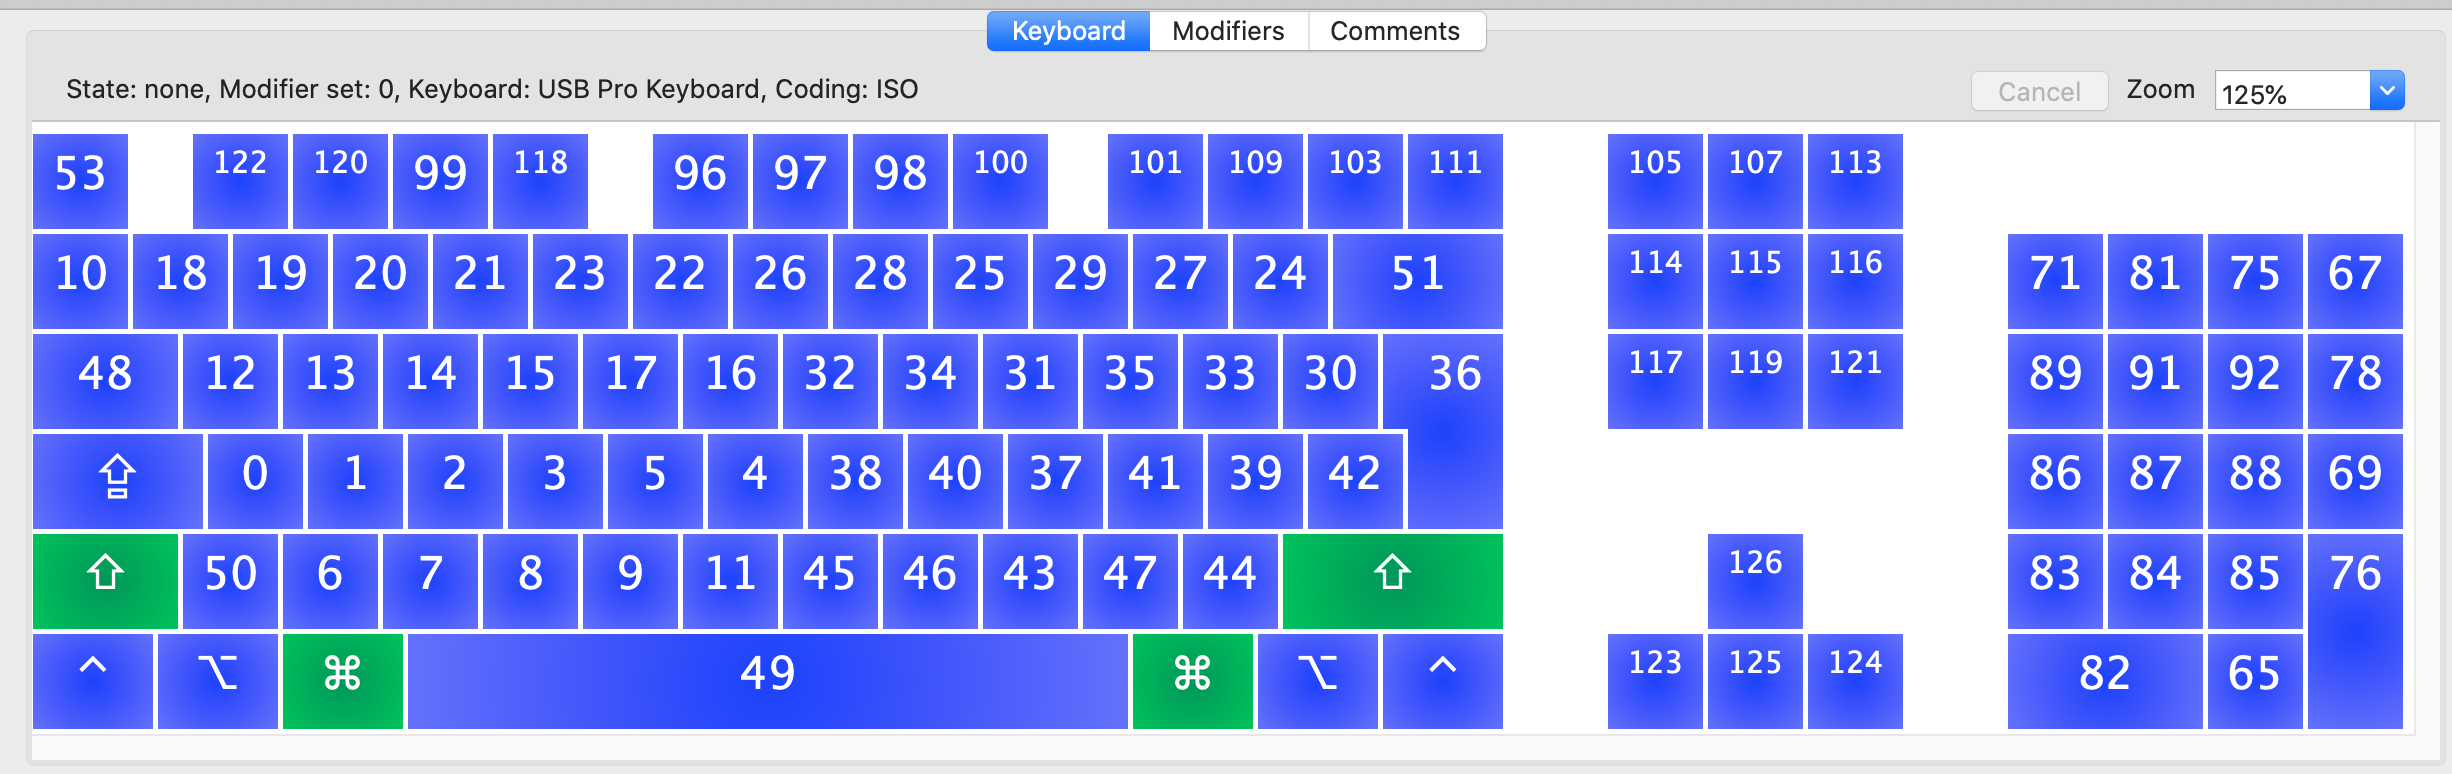 Keyboard Modifiers Comments
State: none, Modifier set: 0, Keyboard: USB Pro Keyboard, Coding: ISO Cancel Zoom 125%
53 122 120 99 118 96 97 98 100 101 109 103 111 105 107 113
10 18 19 20 21 23 22 26 28 25 29 27 24 51 114 115 116 71 81 75 67
48 12 13 14 15 17 16 32 34 31 35 33 30 36 117 119 121 89 91 92 78
⇪ 0 1 2 3 5 4 38 40 37 41 39 42 86 87 88 69
⇧ 50 6 7 8 9 11 45 46 43 47 44 ⇧ 126 83 84 85 76
^ ⌥ ⌘ 49 ⌘ ⌥ ^ 123 125 124 82 65